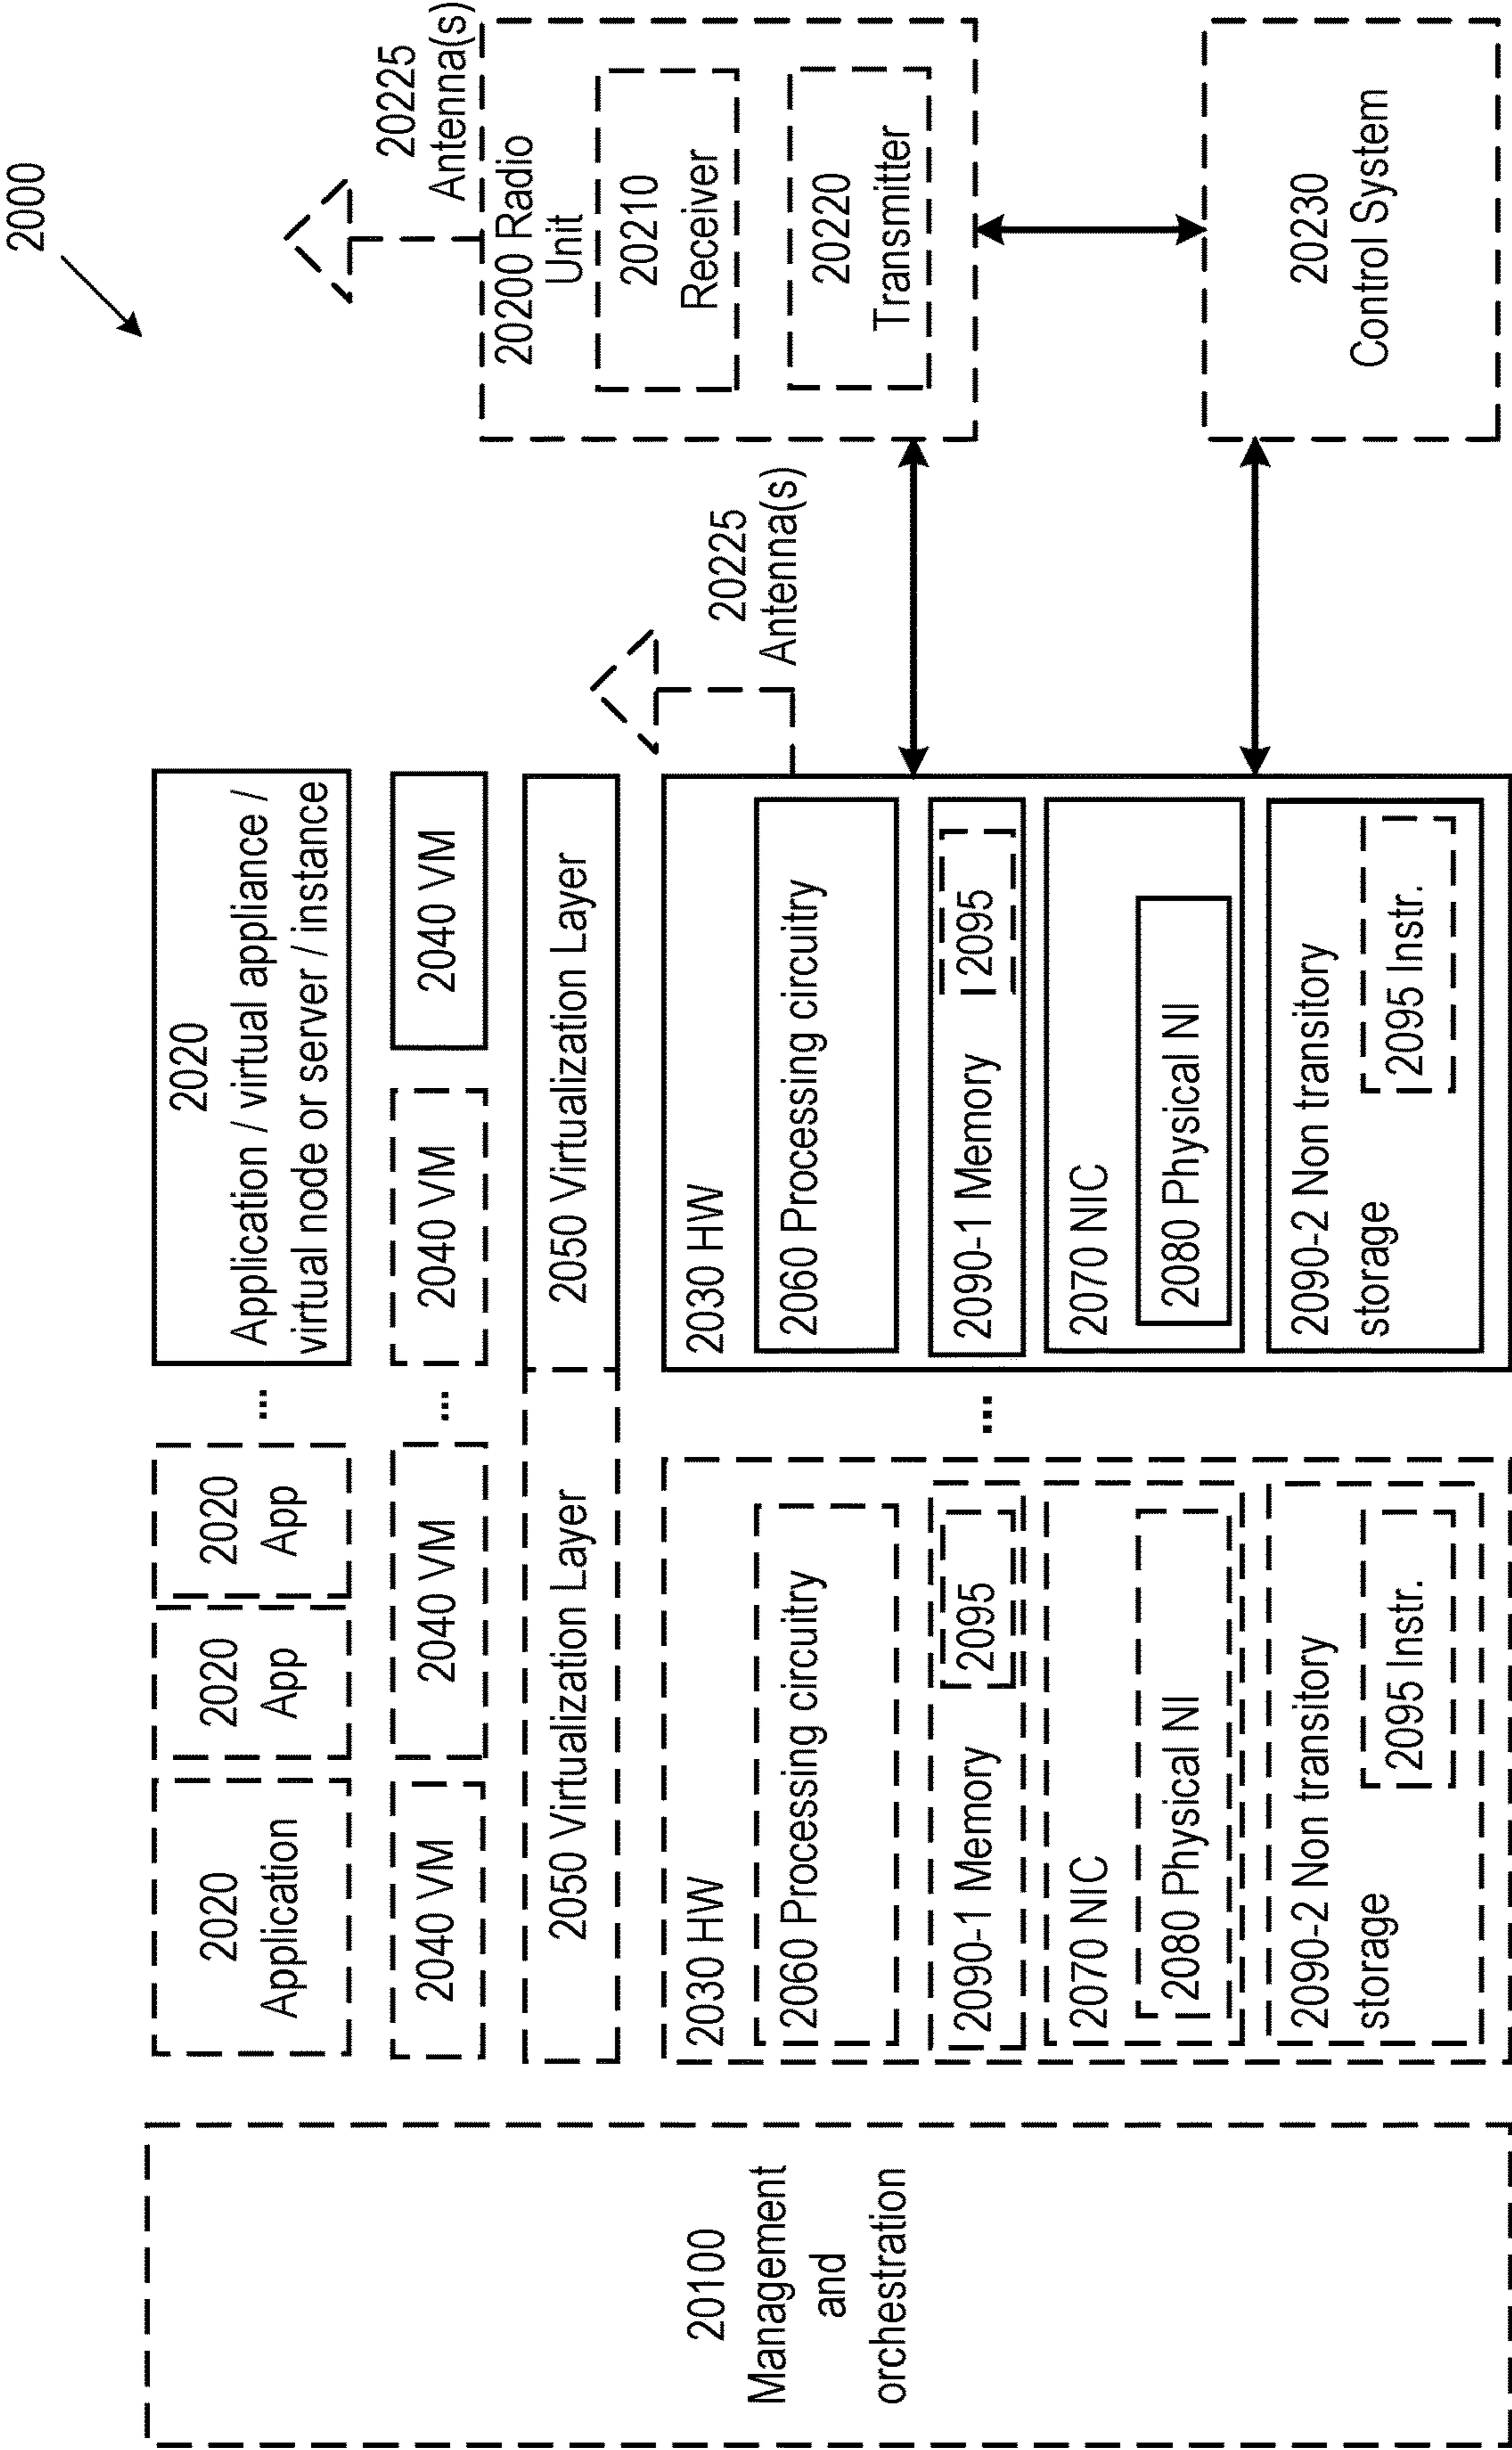 2000
20100
Management
and
orchestration
2020
Application
2020
App
2020
App
...
2020
Application / virtual appliance /
virtual node or server / instance
2040 VM
2040 VM
...
2040 VM
2040 VM
2050 Virtualization Layer
2050 Virtualization Layer
2030 HW
2060 Processing circuitry
2090-1 Memory
2095
2070 NIC
2080 Physical NI
2090-2 Non transitory
storage
2095 Instr.
...
2030 HW
2060 Processing circuitry
2090-1 Memory
2095
2070 NIC
2080 Physical NI
2090-2 Non transitory
storage
2095 Instr.
20225
Antenna(s)
20225
Antenna(s)
20200 Radio
Unit
20210
Receiver
20220
Transmitter
20230
Control System